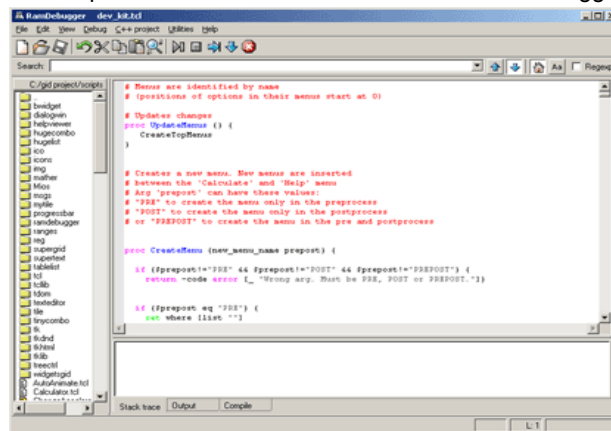 RamDebugger dev_kit.tcl
File Edit View Debug C++ project Utilities Help
Search:
Aa
Regexp
C:/gid project/scripts
..
bwidget
dialogwin
helpviewer
hugecombo
hugelist
ico
icons
img
mather
Mios
msgs
mytile
progressbar
ramdebugger
ranges
reg
supergrid
supertext
tablelist
tcl
tcllib
tdom
texteditor
tile
tinycombo
tk
tkdnd
tkhtml
tklib
treectrl
widgetsgid
AutoAnimate.tcl
Calculator.tcl
# Menus are identified by name
# (positions of options in their menus start at 0)
# Updates changes
proc UpdateMenus () {
CreateTopMenus
}
# Creates a new menu. New menus are inserted
# between the 'Calculate' and 'Help' menu
# Arg 'prepost' can have these values:
# "PRE" to create the menu only in the preprocess
# "POST" to create the menu only in the postprocess
# or "PREPOST" to create the menu in the pre and postprocess
proc CreateMenu {new_menu_name prepost} {
if {$prepost!="PRE" && $prepost!="POST" && $prepost!="PREPOST"} {
return -code error [_ "Wrong arg. Must be PRE, POST or PREPOST."])
if {$prepost eq "PRE"} {
set where [list ""]
Stack trace Output Compile
L: 1